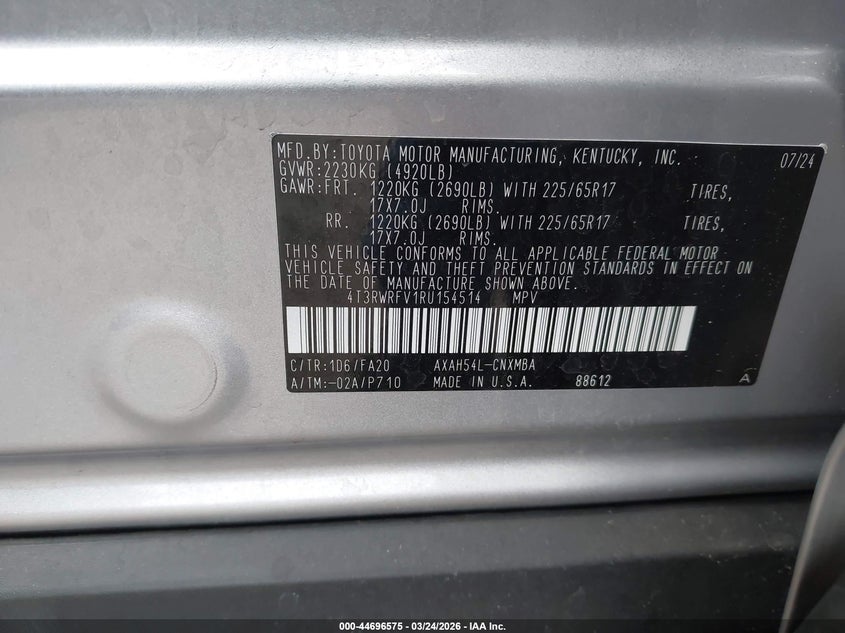 MFD.BY:TOYOTA MOTOR MANUFACTURING, KENTUCKY, INC. 07/24
GVWR:2230KG (4920LB)
GAWR:FRT. 1220KG (2690LB) WITH 225/65R17 TIRES,
17X7.0J RIMS.
RR. 1220KG (2690LB) WITH 225/65R17 TIRES,
17X7.0J RIMS.
THIS VEHICLE CONFORMS TO ALL APPLICABLE FEDERAL MOTOR
VEHICLE SAFETY AND THEFT PREVENTION STANDARDS IN EFFECT ON
THE DATE OF MANUFACTURE SHOWN ABOVE.
4T3RWRFV1RU154514 MPV
C/TR:1D6/FA20 AXAH54L-CNXMBA
A/TM:-02A/P710 MADE IN U.S.A. 88612 A
000-44696575 — 03/24/2026 — IAA Inc.